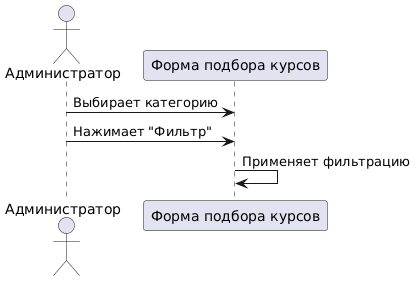 Администратор
Форма подбора курсов
Выбирает категорию
Нажимает "Фильтр"
Применяет фильтрацию
Администратор
Форма подбора курсов